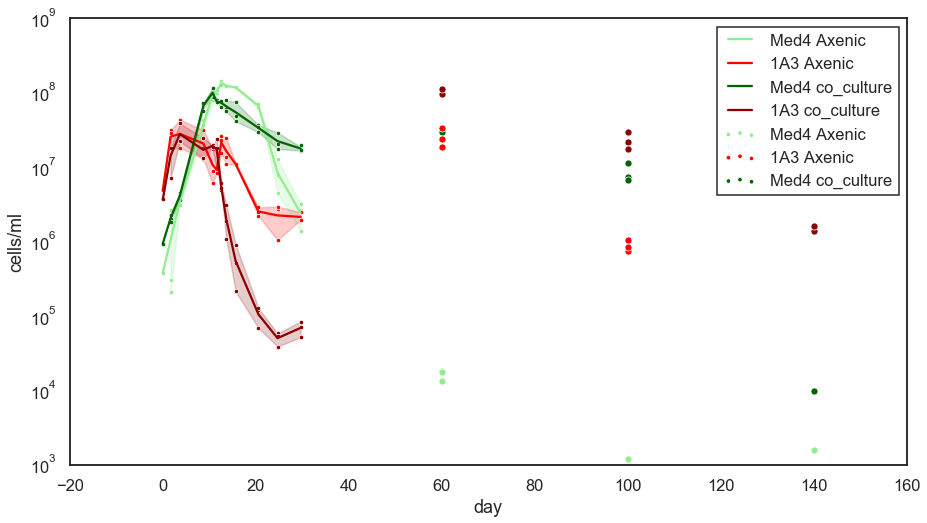 10^9
10^8
10^7
10^6
10^5
10^4
10^3
cells/ml
−20
0
20
40
60
80
100
120
140
160
day
Med4 Axenic
1A3 Axenic
Med4 co_culture
1A3 co_culture
Med4 Axenic
1A3 Axenic
Med4 co_culture